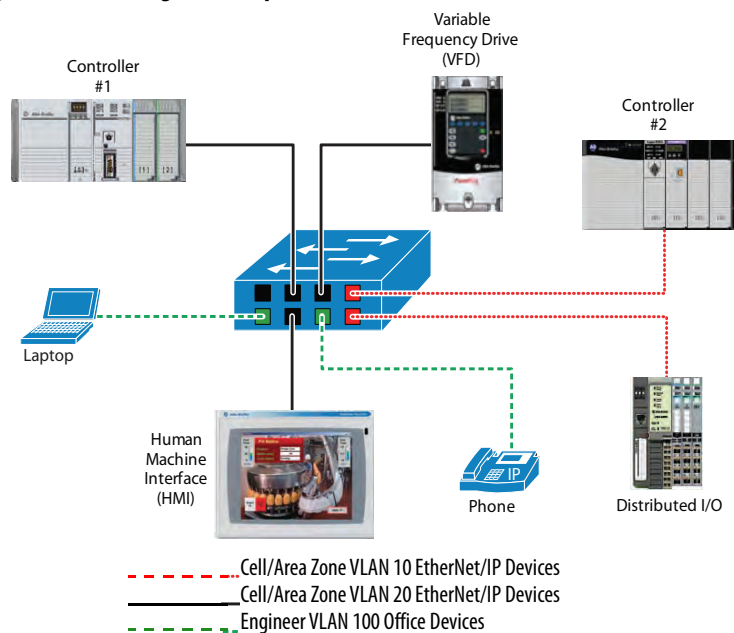 Variable
Frequency Drive
(VFD)
Controller
#1
Controller
#2
Laptop
Human
Machine
Interface
(HMI)
IP
Phone
Distributed I/O
Cell/Area Zone VLAN 10 EtherNet/IP Devices
Cell/Area Zone VLAN 20 EtherNet/IP Devices
Engineer VLAN 100 Office Devices